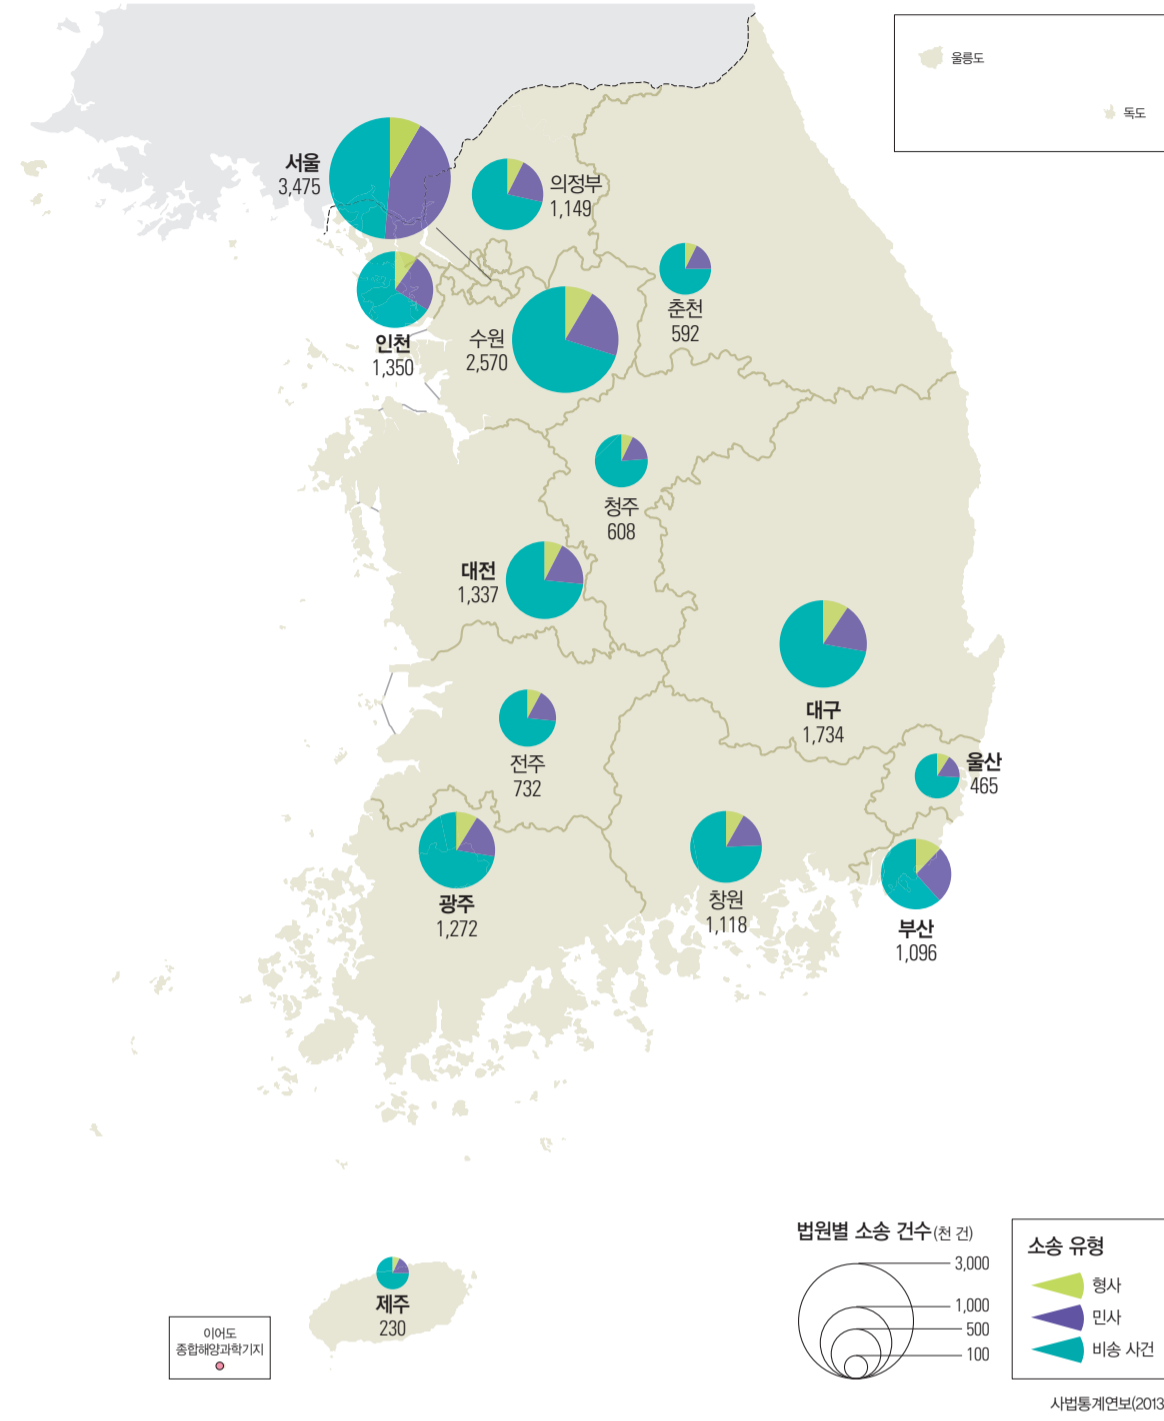 울릉도
독도
서울
3,475
의정부
1,149
춘천
592
인천
1,350
수원
2,570
청주
608
대전
1,337
대구
1,734
전주
732
울산
465
광주
1,272
창원
1,118
부산
1,096
제주
230
이어도
종합해양과학기지
법원별 소송 건수 (천 건)
3,000
1,000
500
100
소송 유형
형사
민사
비송 사건
사법통계연보(2013